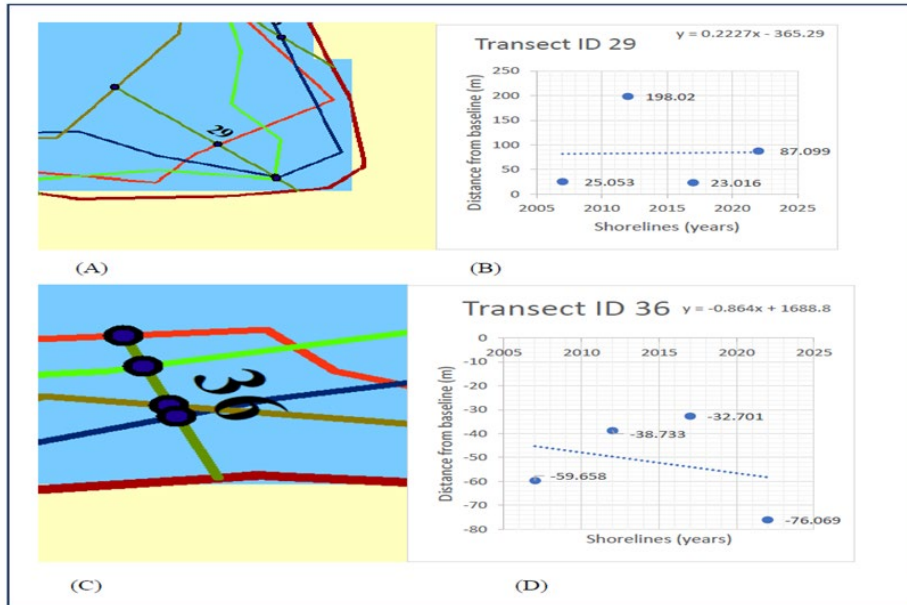 29
Transect ID 29
y = 0.2227x - 365.29
Distance from baseline (m)
250
200
150
100
50
0
198.02
87.099
25.053
23.016
2005
2010
2015
2020
2025
Shorelines (years)
(A)
(B)
36
Transect ID 36
y = -0.864x + 1688.8
Distance from baseline (m)
0
-10
-20
-30
-40
-50
-60
-70
-80
2005
2010
2015
2020
2025
-32.701
-38.733
-59.658
-76.069
Shorelines (years)
(C)
(D)